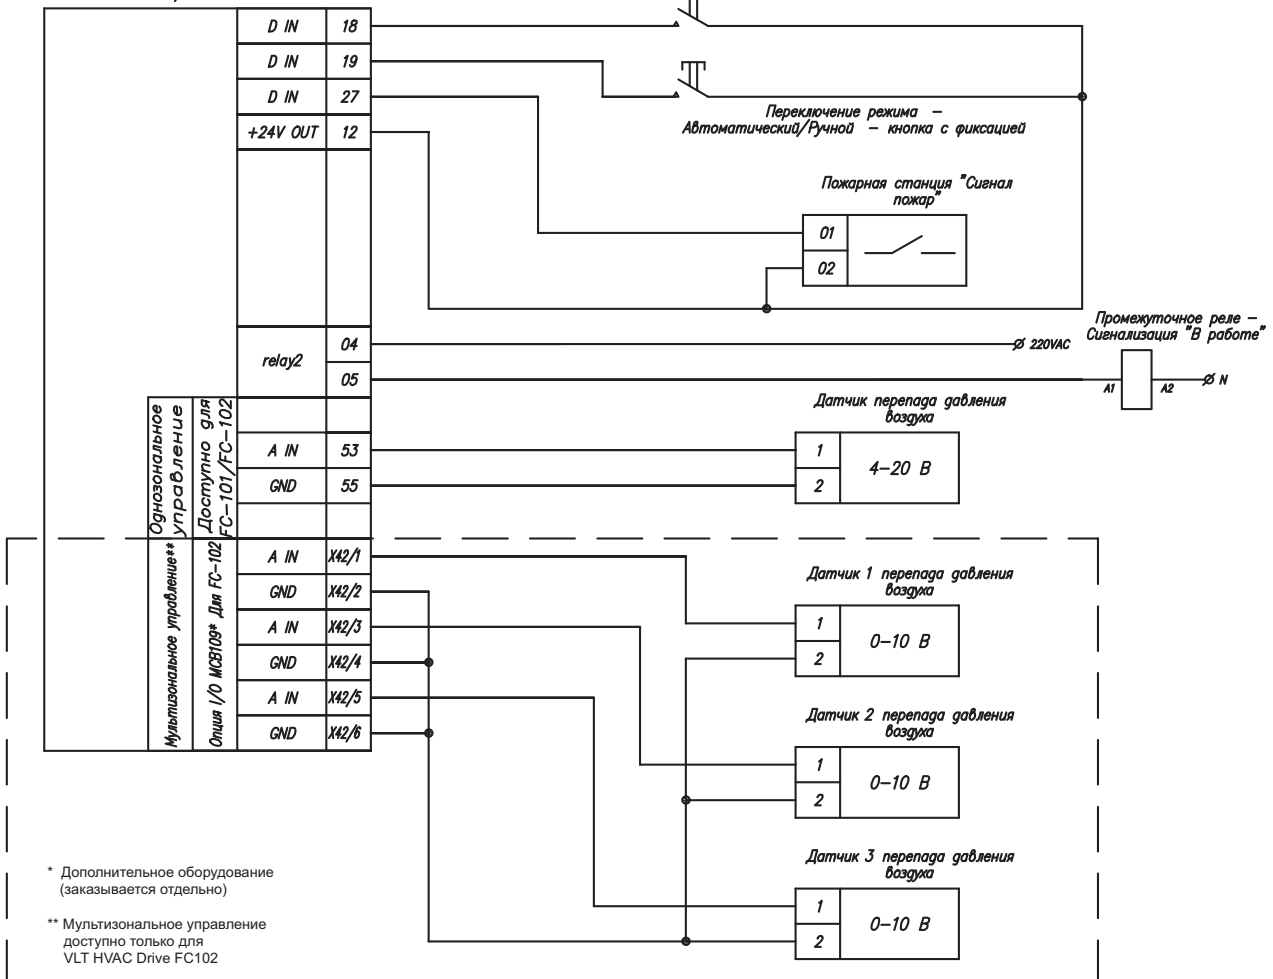 D IN 18
D IN 19
D IN 27
+24V OUT 12
Переключение режима –
Автоматический/Ручной – кнопка с фиксацией
Пожарная станция "Сигнал
пожар"
01
02
relay2
04
05
220VAC
Промежуточное реле –
Сигнализация "В работе"
A1
A2
N
Однозональное
управление
Доступно для
FC-101/FC-102
A IN 53
GND 55
Датчик перепада давления
воздуха
1
2
4-20 В
Мультизональное управление**
Опция I/O MCB109* Для FC-102
A IN X42/1
GND X42/2
A IN X42/3
GND X42/4
A IN X42/5
GND X42/6
Датчик 1 перепада давления
воздуха
1
2
0-10 В
Датчик 2 перепада давления
воздуха
1
2
0-10 В
Датчик 3 перепада давления
воздуха
1
2
0-10 В
* Дополнительное оборудование
(заказывается отдельно)
** Мультизональное управление
доступно только для
VLT HVAC Drive FC102